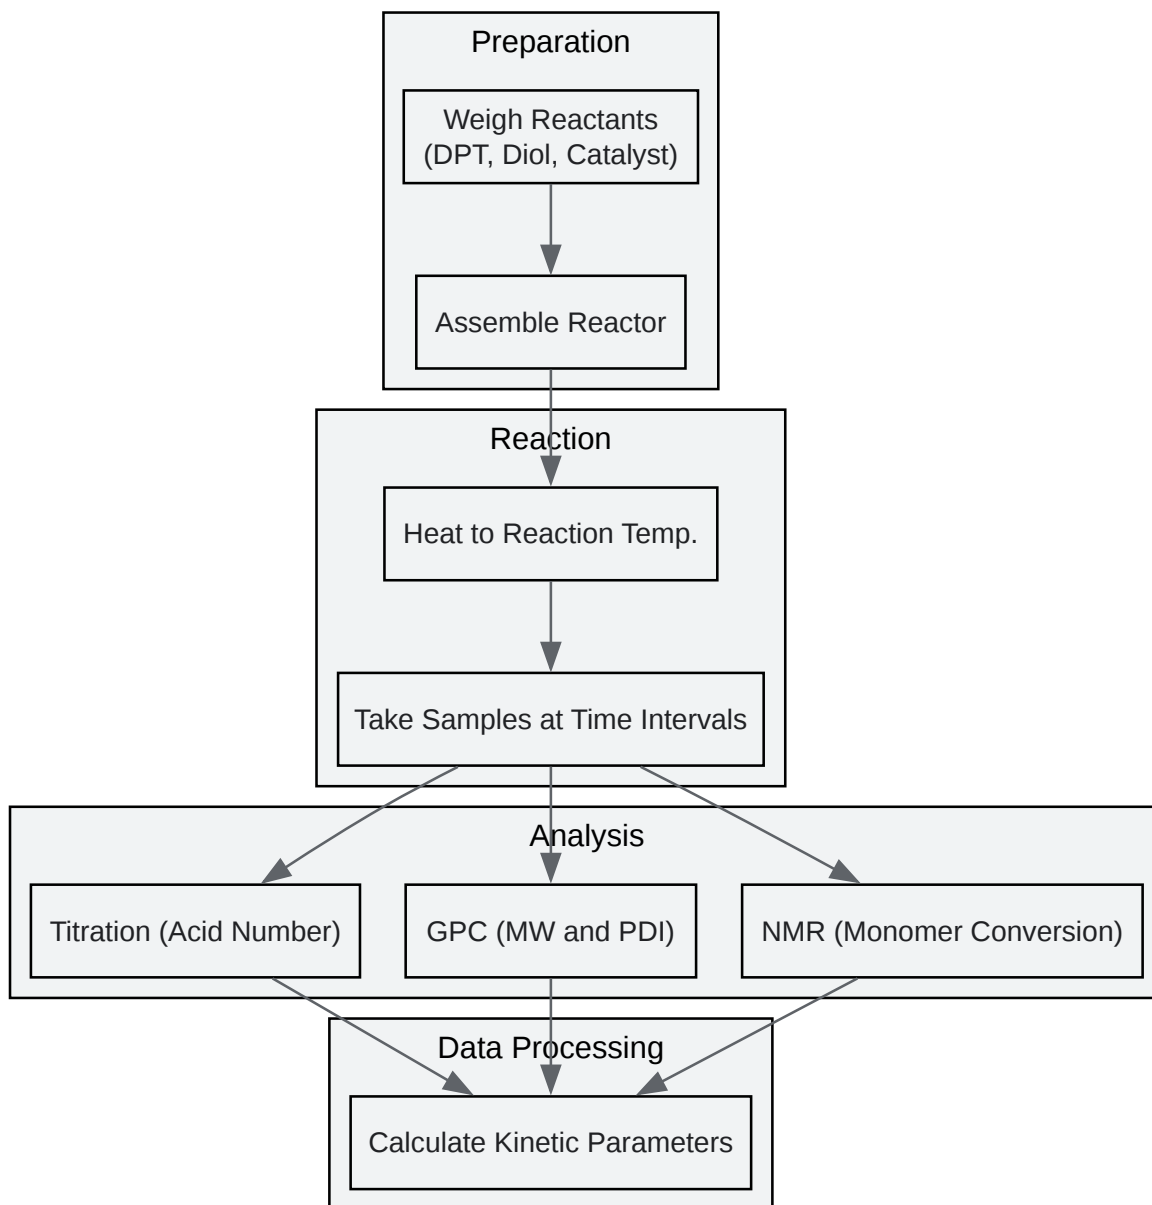 Preparation
Weigh Reactants
(DPT, Diol, Catalyst)
Assemble Reactor
Reaction
Heat to Reaction Temp.
Take Samples at Time Intervals
Analysis
Titration (Acid Number)
GPC (MW and PDI)
NMR (Monomer Conversion)
Data Processing
Calculate Kinetic Parameters